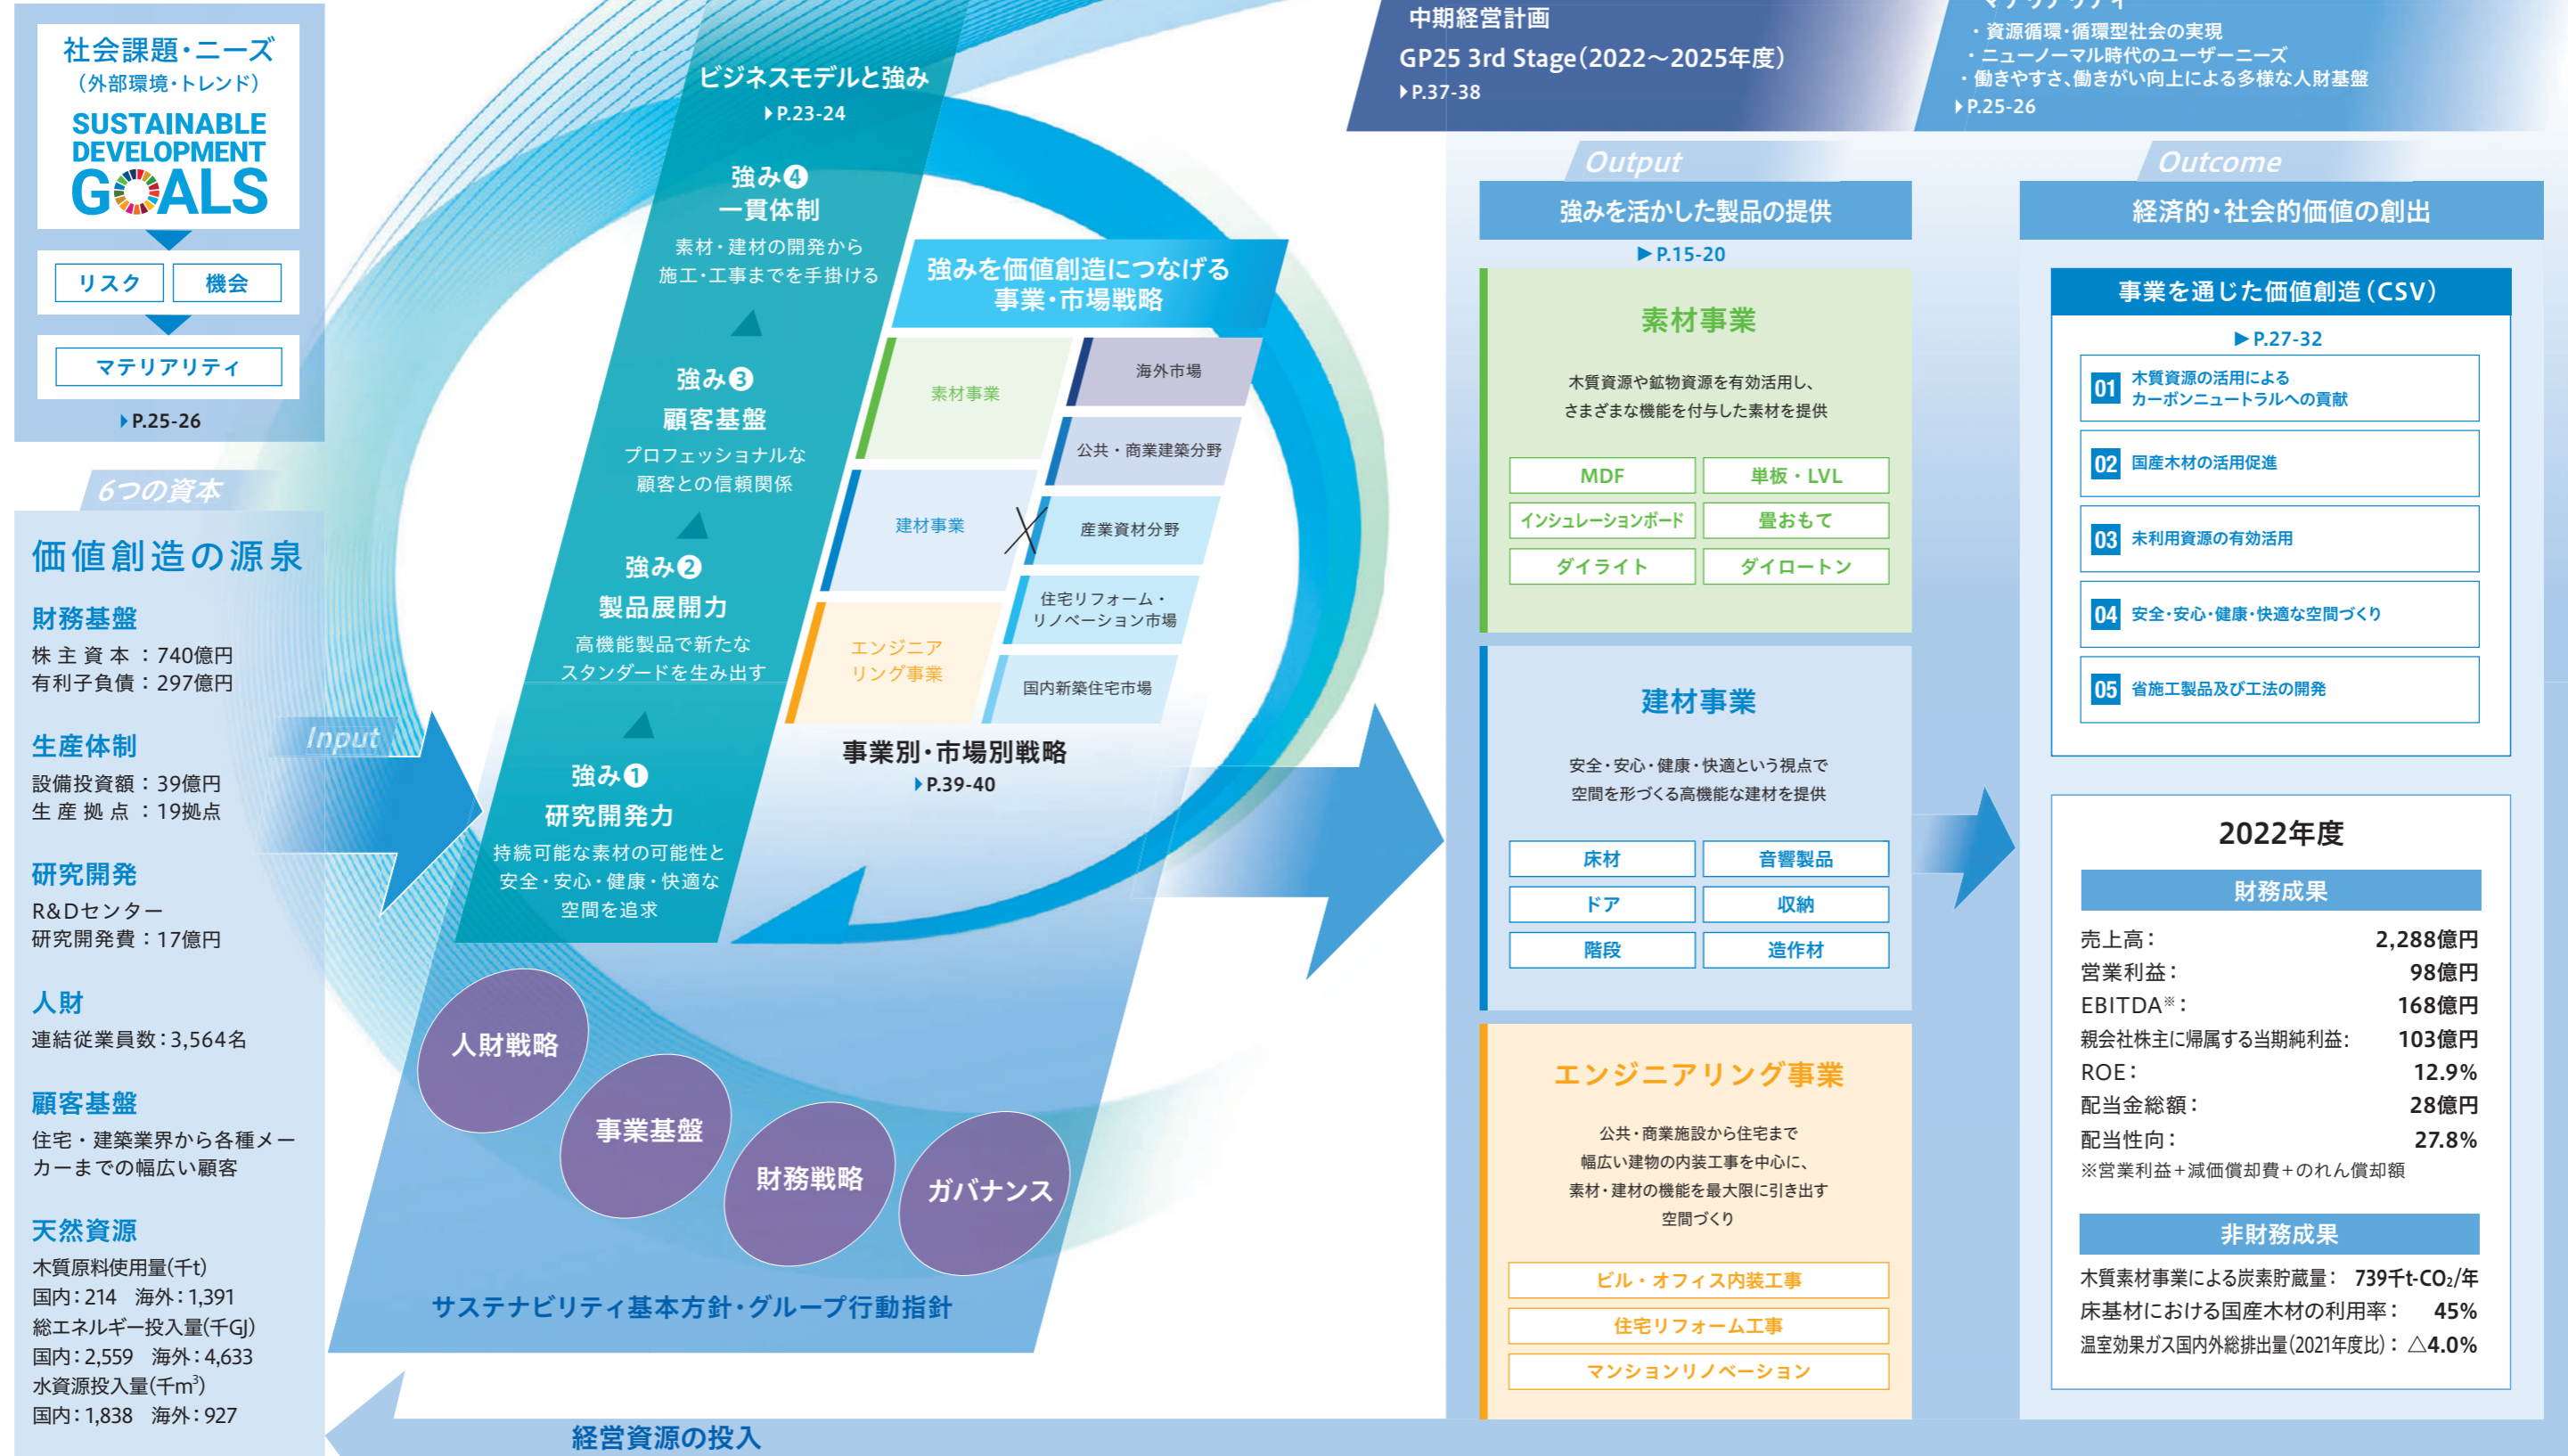 社会課題・ニーズ
（外部環境・トレンド）
SUSTAINABLE
DEVELOPMENT
GOALS
リスク
機会
マテリアリティ
P.25-26
6つの資本
価値創造の源泉
財務基盤
株主資本：740億円
有利子負債：297億円
生産体制
設備投資額：39億円
生産拠点：19拠点
研究開発
R&Dセンター
研究開発費：17億円
人財
連結従業員数：3,564名
顧客基盤
住宅・建築業界から各種メー
カーまでの幅広い顧客
天然資源
木質原料使用量(千t)
国内：214　海外：1,391
総エネルギー投入量(千GJ)
国内：2,559　海外：4,633
水資源投入量(千m³)
国内：1,838　海外：927
Input
ビジネスモデルと強み
P.23-24
強み❹
一貫体制
素材・建材の開発から
施工・工事までを手掛ける
強み❸
顧客基盤
プロフェッショナルな
顧客との信頼関係
強み❷
製品展開力
高機能製品で新たな
スタンダードを生み出す
強み❶
研究開発力
持続可能な素材の可能性と
安全・安心・健康・快適な
空間を追求
強みを価値創造につなげる
事業・市場戦略
素材事業
建材事業
エンジニア
リング事業
海外市場
公共・商業建築分野
産業資材分野
住宅リフォーム・
リノベーション市場
国内新築住宅市場
事業別・市場別戦略
P.39-40
人財戦略
事業基盤
財務戦略
ガバナンス
サステナビリティ基本方針・グループ行動指針
経営資源の投入
中期経営計画
GP25 3rd Stage（2022～2025年度）
P.37-38
マテリアリティ
・資源循環・循環型社会の実現
・ニューノーマル時代のユーザーニーズ
・働きやすさ、働きがい向上による多様な人財基盤
P.25-26
Output
強みを活かした製品の提供
P.15-20
素材事業
木質資源や鉱物資源を有効活用し、
さまざまな機能を付与した素材を提供
MDF
単板・LVL
インシュレーションボード
畳おもて
ダイライト
ダイロートン
建材事業
安全・安心・健康・快適という視点で
空間を形づくる高機能な建材を提供
床材
音響製品
ドア
収納
階段
造作材
エンジニアリング事業
公共・商業施設から住宅まで
幅広い建物の内装工事を中心に、
素材・建材の機能を最大限に引き出す
空間づくり
ビル・オフィス内装工事
住宅リフォーム工事
マンションリノベーション
Outcome
経済的・社会的価値の創出
事業を通じた価値創造（CSV）
P.27-32
01 木質資源の活用による
カーボンニュートラルへの貢献
02 国産木材の活用促進
03 未利用資源の有効活用
04 安全・安心・健康・快適な空間づくり
05 省施工製品及び工法の開発
2022年度
財務成果
売上高： 2,288億円
営業利益： 98億円
EBITDA※： 168億円
親会社株主に帰属する当期純利益： 103億円
ROE： 12.9%
配当金総額： 28億円
配当性向： 27.8%
※営業利益＋減価償却費＋のれん償却額
非財務成果
木質素材事業による炭素貯蔵量： 739千t-CO₂/年
床基材における国産木材の利用率： 45%
温室効果ガス国内外総排出量(2021年度比)： △4.0%